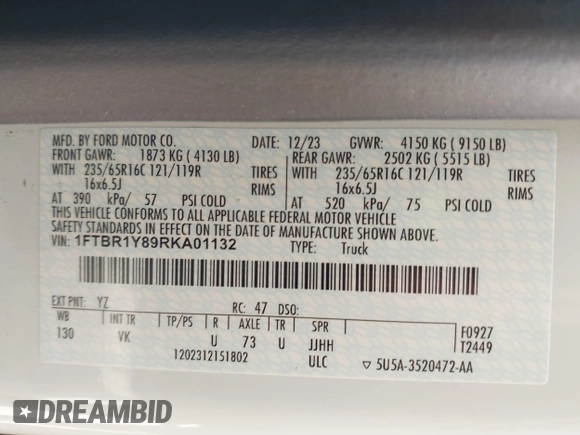 MFD. BY FORD MOTOR CO. DATE: 12/23 GVWR: 4150 KG ( 9150 LB)
FRONT GAWR: 1873 KG ( 4130 LB) REAR GAWR: 2502 KG ( 5515 LB)
WITH 235/65R16C 121/119R TIRES WITH 235/65R16C 121/119R TIRES
16x6.5J RIMS 16x6.5J RIMS
AT 390 kPa/ 57 PSI COLD AT 520 kPa/ 75 PSI COLD
THIS VEHICLE CONFORMS TO ALL APPLICABLE FEDERAL MOTOR VEHICLE
SAFETY STANDARDS IN EFFECT ON THE DATE OF MANUFACTURE SHOWN ABOVE.
VIN: 1FTBR1Y89RKA01132 TYPE: Truck
EXT PNT: YZ RC: 47 DSO:
WB INT TR TP/PS R AXLE TR SPR F0927
130 VK U 73 U JJHH T2449
1202312151802 ULC 5U5A-3520472-AA
DREAMBID